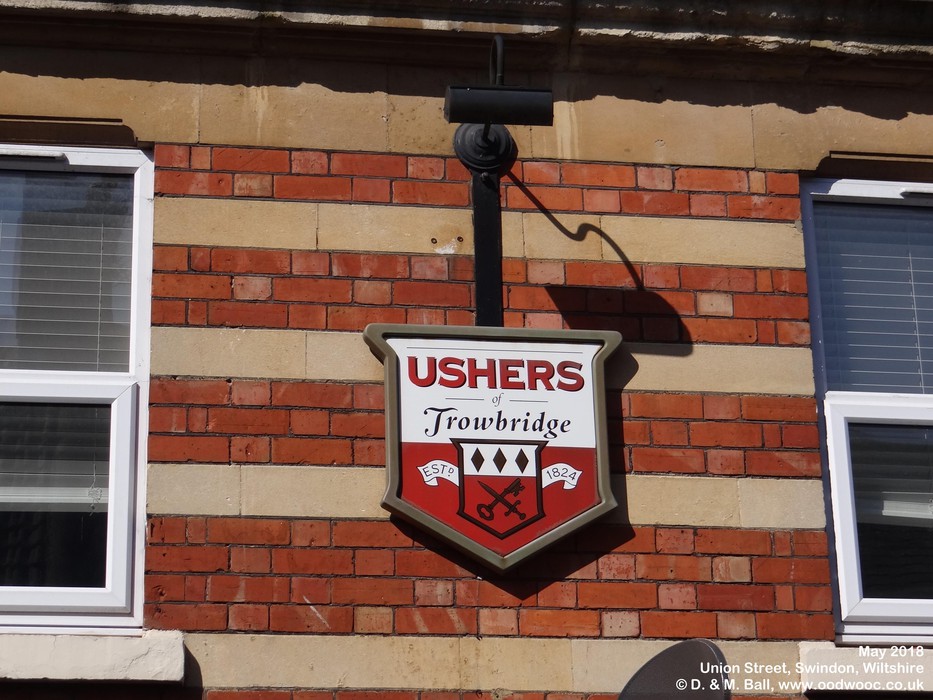 USHERS
of
Trowbridge
ESTD 1824
May 2018
Union Street, Swindon, Wiltshire
© D. & M. Ball, www.oodwooc.co.uk